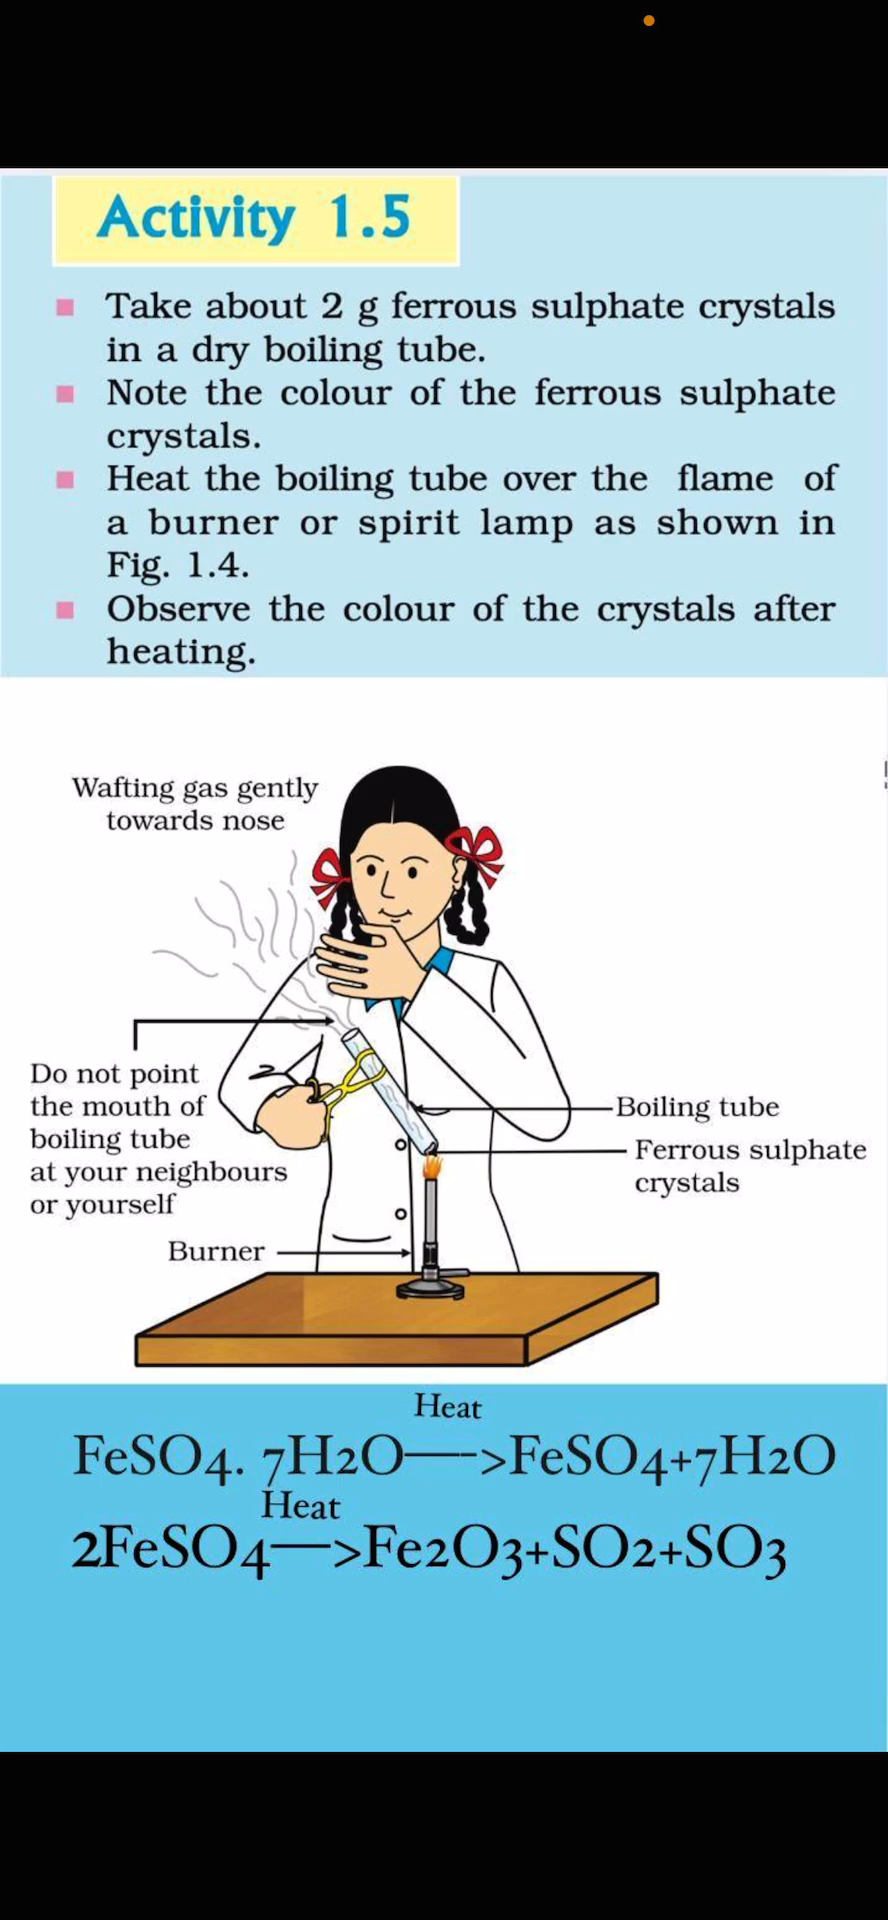 Activity 1.5
Take about 2 g ferrous sulphate crystals
in a dry boiling tube.
Note the colour of the ferrous sulphate
crystals.
Heat the boiling tube over the flame of
a burner or spirit lamp as shown in
Fig. 1.4.
Observe the colour of the crystals after
heating.
Wafting gas gently
towards nose
Do not point
the mouth of
boiling tube
at your neighbours
or yourself
Boiling tube
Ferrous sulphate
crystals
Burner
Heat
FeSO4. 7H2O—->FeSO4+7H2O
Heat
2FeSO4—>Fe2O3+SO2+SO3